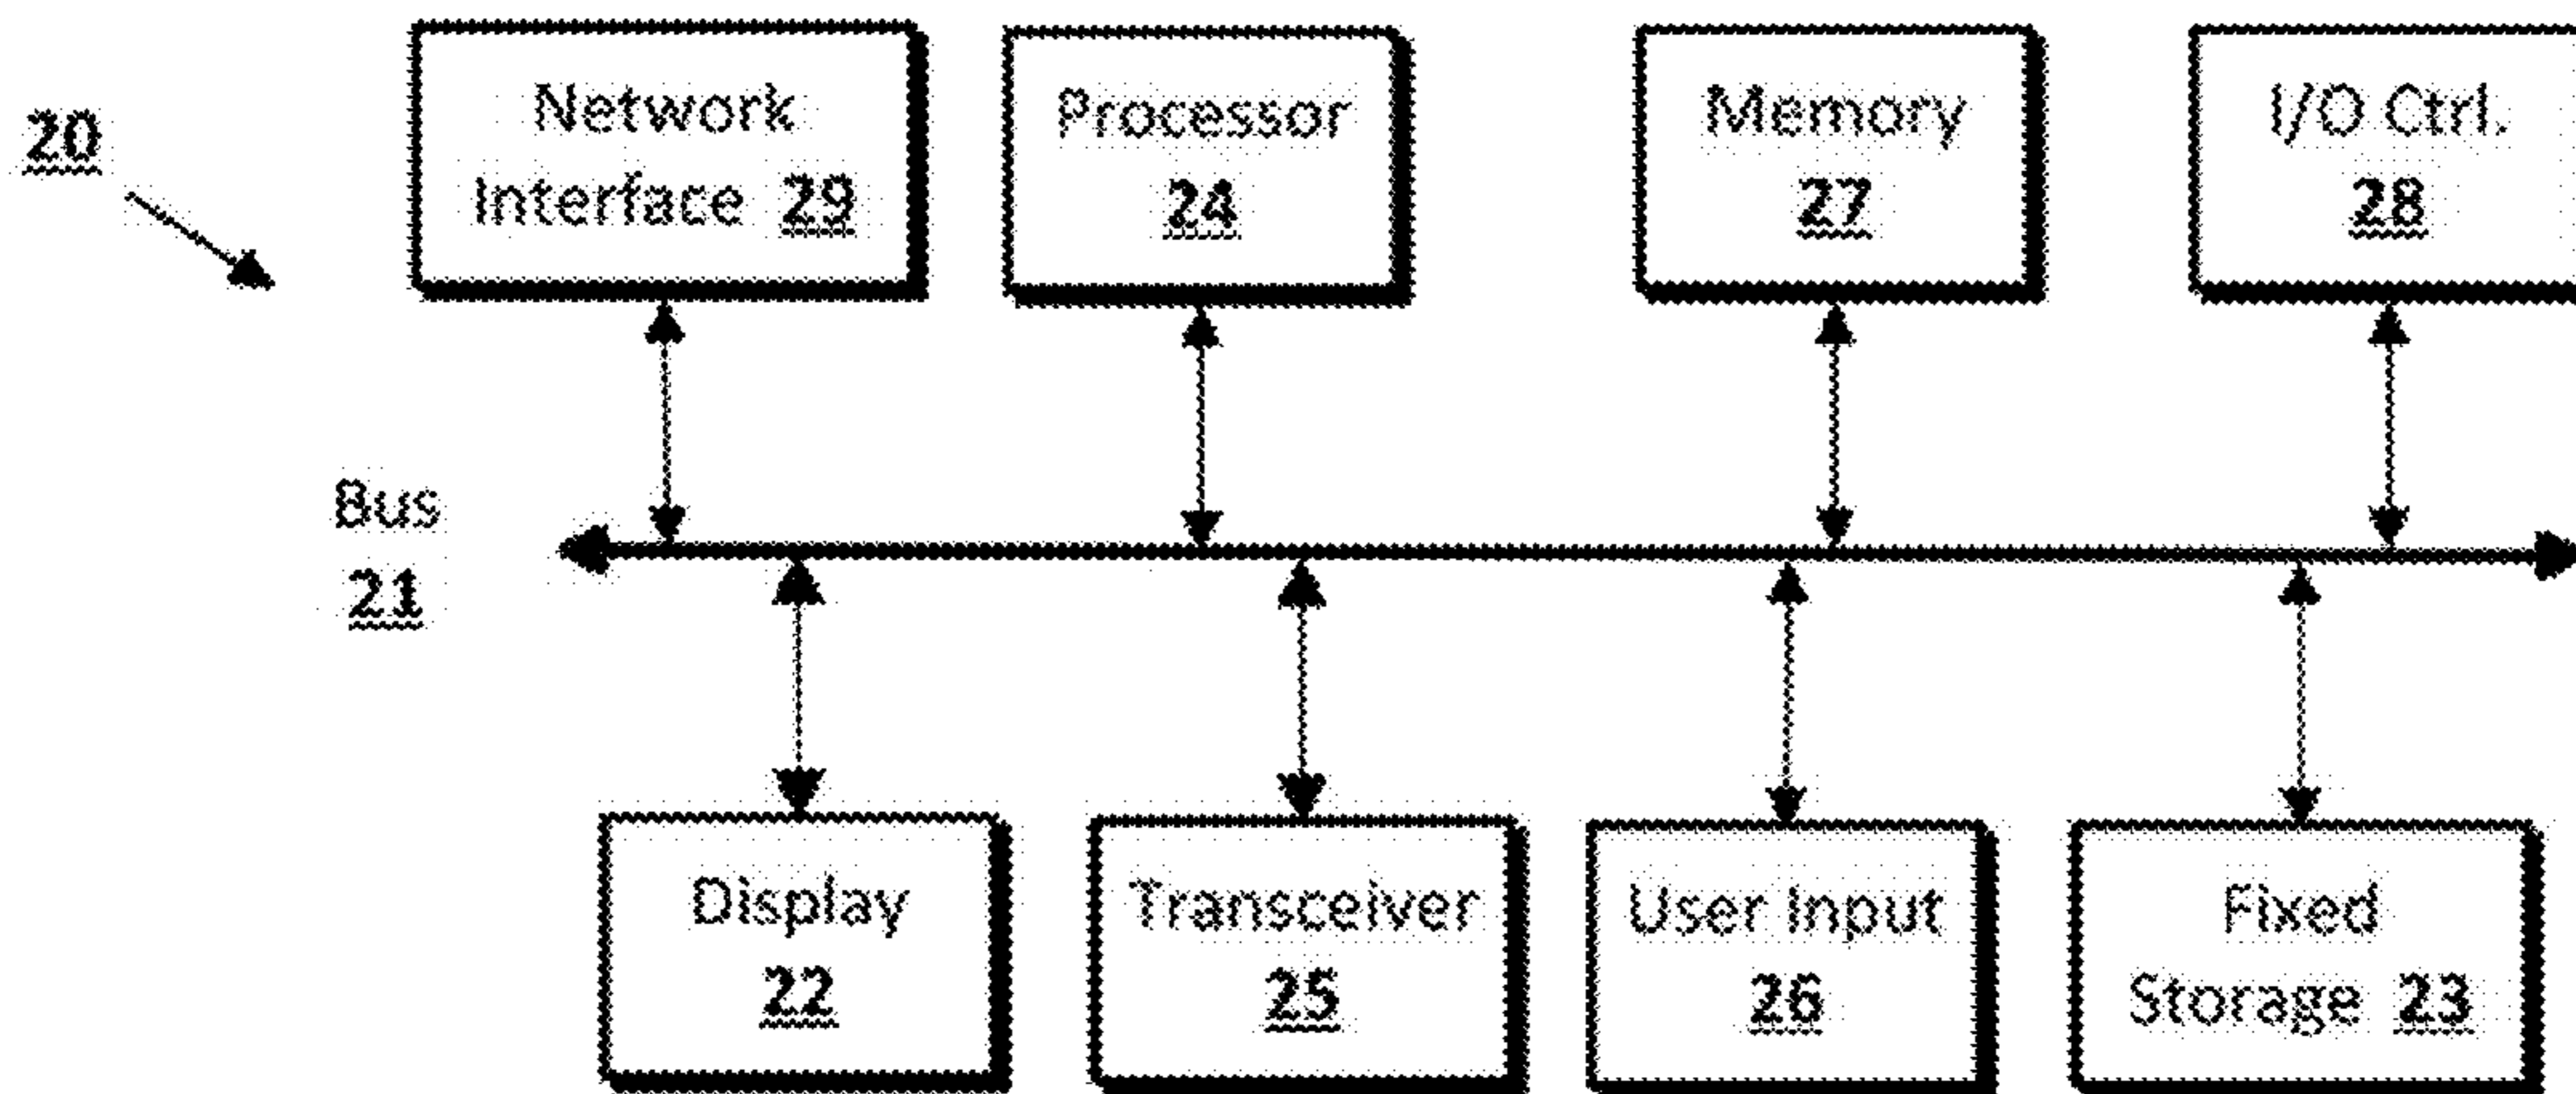 20
Network
Interface 29
Processor
24
Memory
27
I/O Ctrl.
28
Bus
21
Display
22
Transceiver
25
User Input
26
Fixed
Storage 23